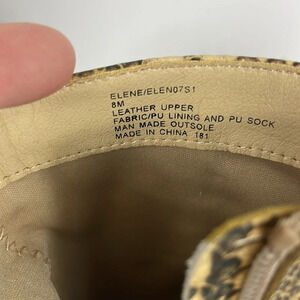 ELENE/ELEN07S1
8M
LEATHER UPPER
FABRIC/PU LINING AND PU SOCK
MAN MADE OUTSOLE
MADE IN CHINA 181